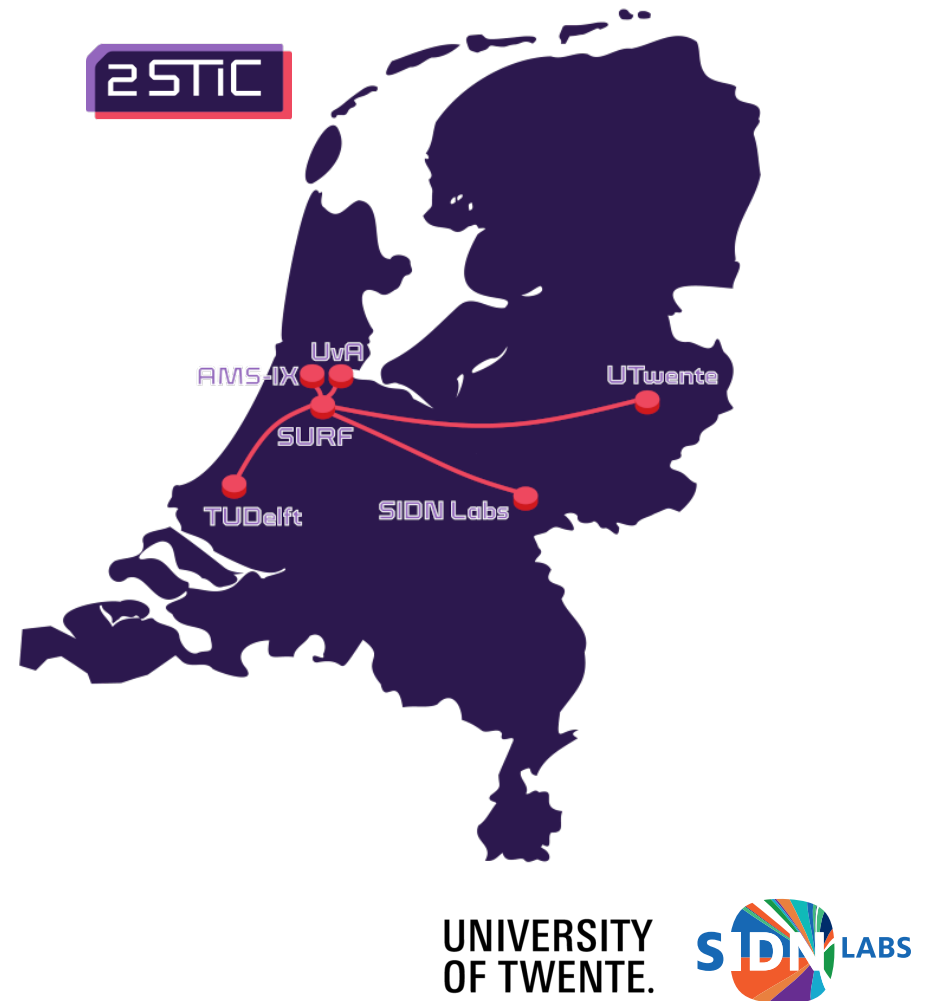 2STiC
UvA
AMS-IX
UTwente
SURF
SIDN Labs
TUDelft
UNIVERSITY
OF TWENTE.
SIDN LABS